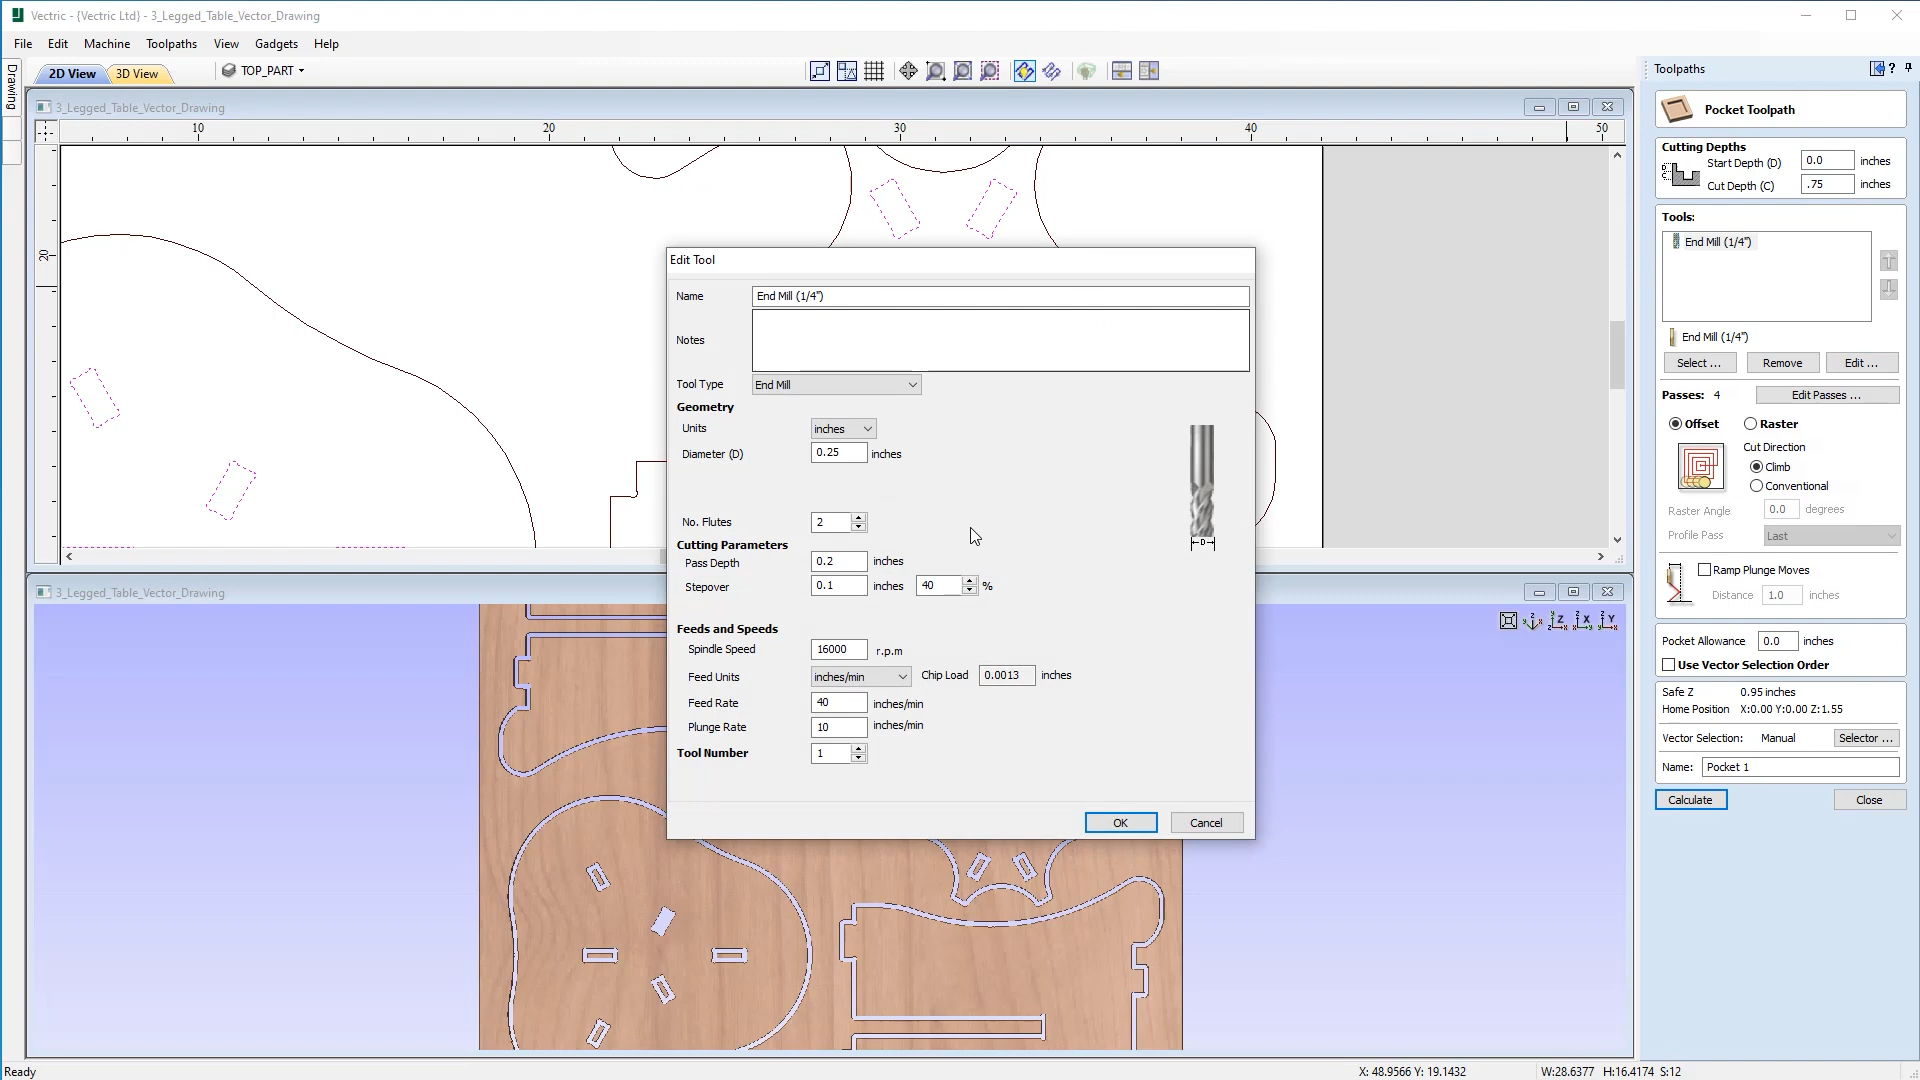 Vectric - {Vectric Ltd} - 3_Legged_Table_Vector_Drawing
File Edit Machine Toolpaths View Gadgets Help
Drawing
2D View 3D View TOP_PART
3_Legged_Table_Vector_Drawing
10 20 30 40 50
20
3_Legged_Table_Vector_Drawing
Edit Tool
Name End Mill (1/4")
Notes
Tool Type End Mill
Geometry
Units inches
Diameter (D) 0.25 inches
No. Flutes 2
Cutting Parameters
Pass Depth 0.2 inches
Stepover 0.1 inches 40 %
Feeds and Speeds
Spindle Speed 16000 r.p.m
Feed Units inches/min Chip Load 0.0013 inches
Feed Rate 40 inches/min
Plunge Rate 10 inches/min
Tool Number 1
D
OK Cancel
Toolpaths ?
Pocket Toolpath
Cutting Depths
Start Depth (D) 0.0 inches
Cut Depth (C) .75 inches
Tools:
End Mill (1/4")
End Mill (1/4")
Select ... Remove Edit ...
Passes: 4 Edit Passes ...
Offset Raster
Cut Direction
Climb
Conventional
Raster Angle 0.0 degrees
Profile Pass Last
Ramp Plunge Moves
Distance 1.0 inches
Pocket Allowance 0.0 inches
Use Vector Selection Order
Safe Z 0.95 inches
Home Position X:0.00 Y:0.00 Z:1.55
Vector Selection: Manual Selector ...
Name: Pocket 1
Calculate Close
Ready X: 48.9566 Y: 19.1432 W:28.6377 H:16.4174 S:12